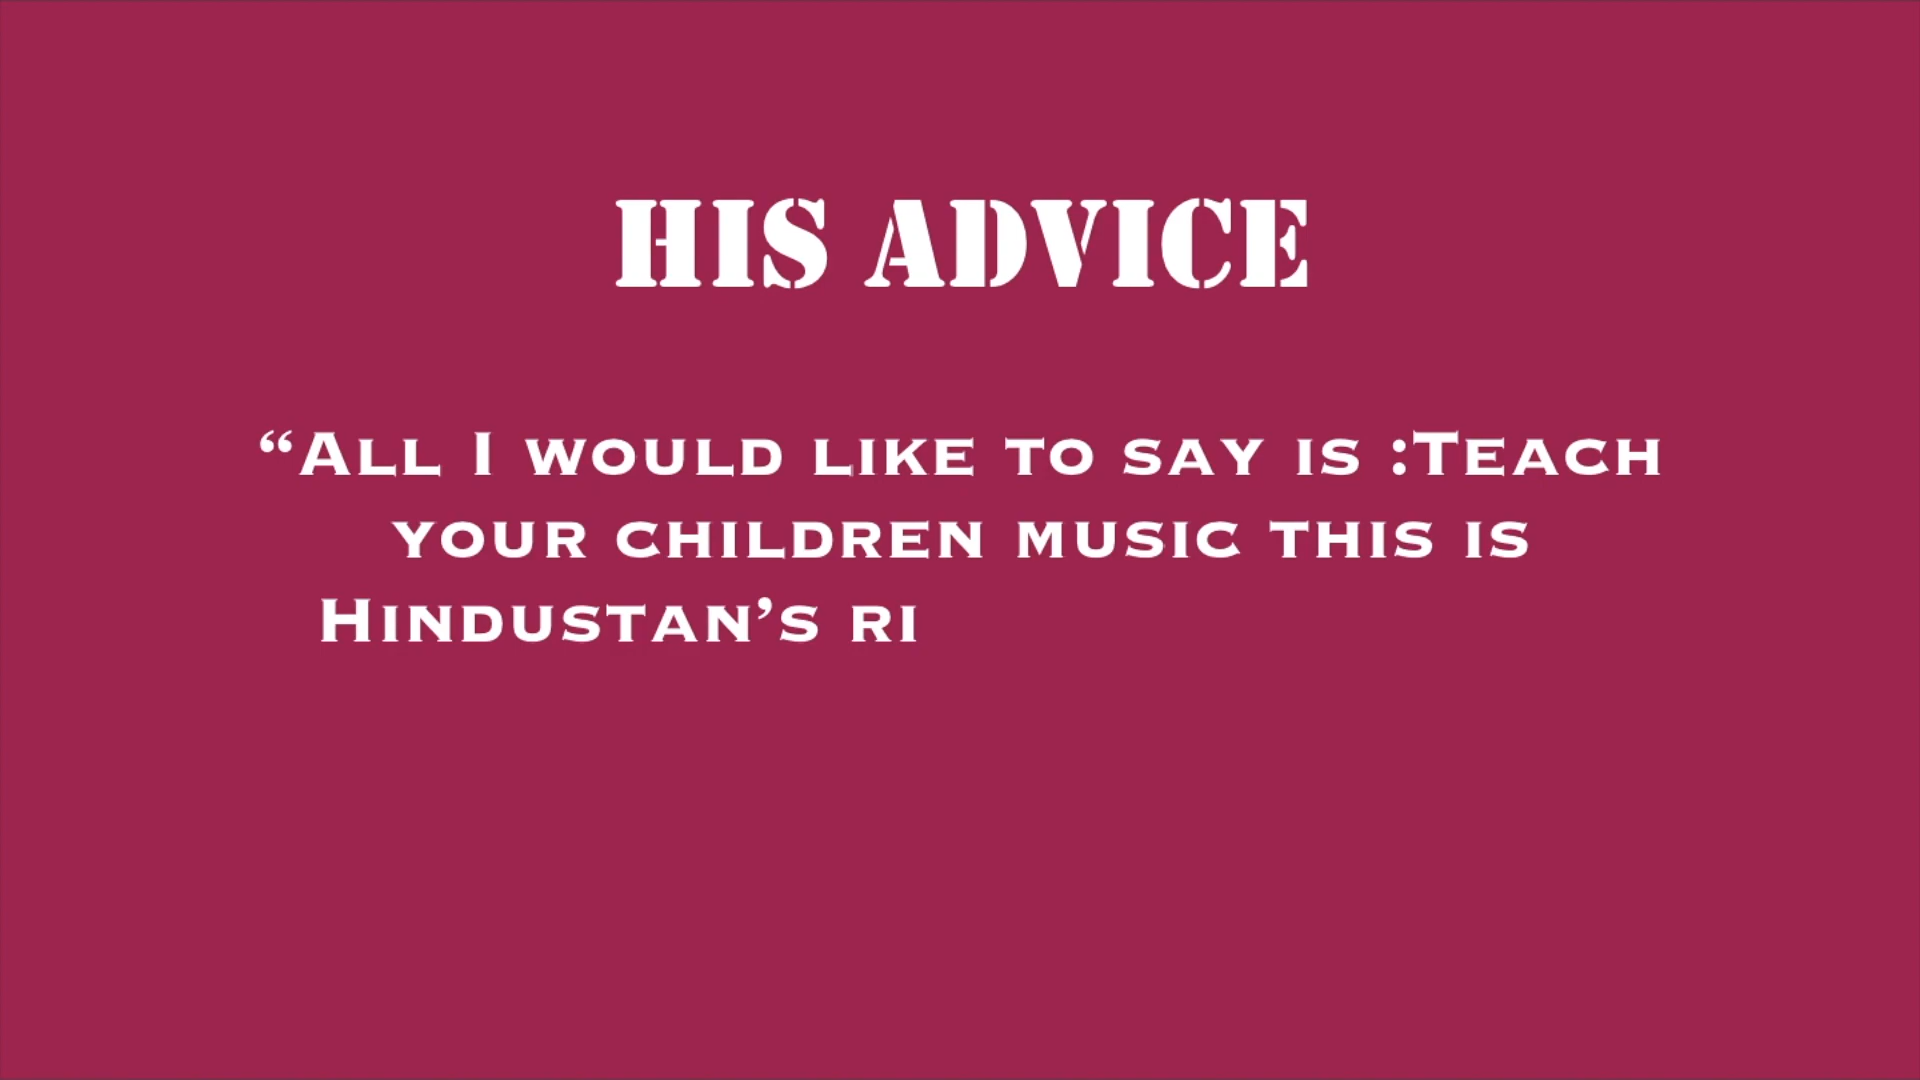 HIS ADVICE
“All I would like to say is :Teach
your children music this is
Hindustan’s ri